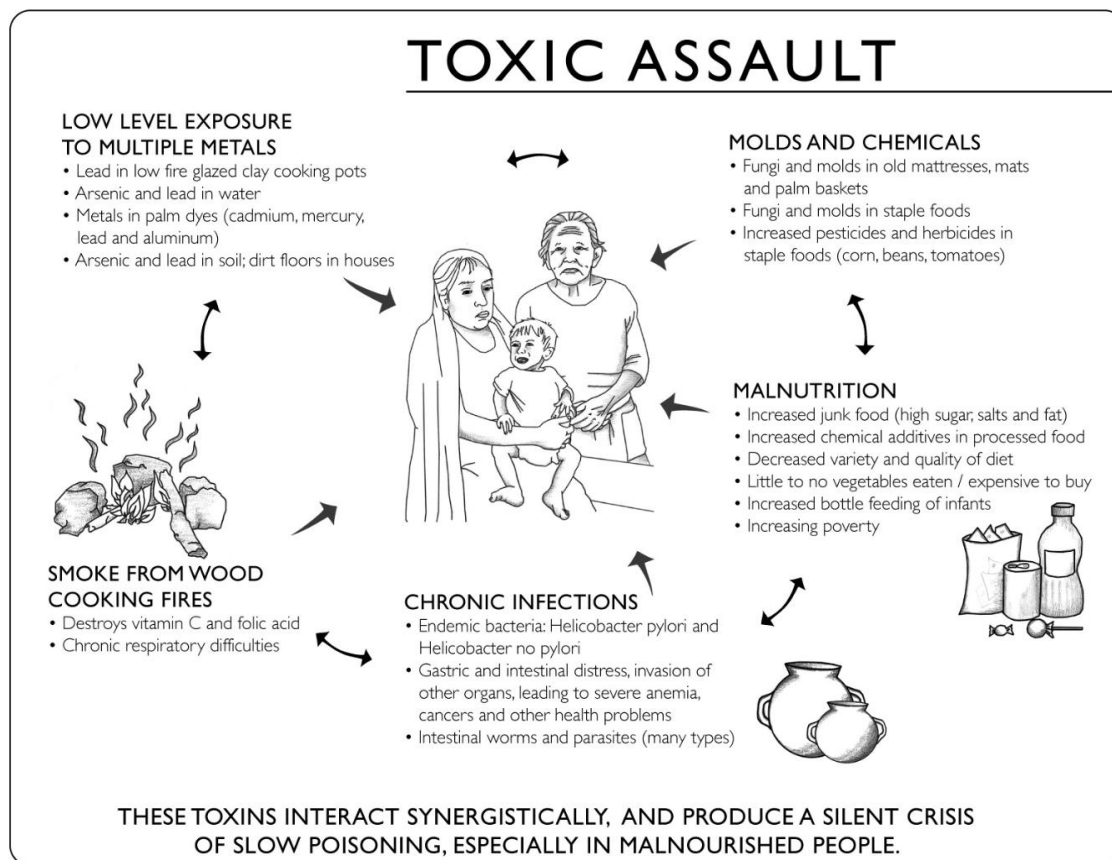 TOXIC ASSAULT
LOW LEVEL EXPOSURE
TO MULTIPLE METALS
• Lead in low fire glazed clay cooking pots
• Arsenic and lead in water
• Metals in palm dyes (cadmium, mercury,
lead and aluminum)
• Arsenic and lead in soil; dirt floors in houses
MOLDS AND CHEMICALS
• Fungi and molds in old mattresses, mats
and palm baskets
• Fungi and molds in staple foods
• Increased pesticides and herbicides in
staple foods (corn, beans, tomatoes)
MALNUTRITION
• Increased junk food (high sugar, salts and fat)
• Increased chemical additives in processed food
• Decreased variety and quality of diet
• Little to no vegetables eaten / expensive to buy
• Increased bottle feeding of infants
• Increasing poverty
SMOKE FROM WOOD
COOKING FIRES
• Destroys vitamin C and folic acid
• Chronic respiratory difficulties
CHRONIC INFECTIONS
• Endemic bacteria: Helicobacter pylori and
Helicobacter no pylori
• Gastric and intestinal distress, invasion of
other organs, leading to severe anemia,
cancers and other health problems
• Intestinal worms and parasites (many types)
THESE TOXINS INTERACT SYNERGISTICALLY, AND PRODUCE A SILENT CRISIS
OF SLOW POISONING, ESPECIALLY IN MALNOURISHED PEOPLE.